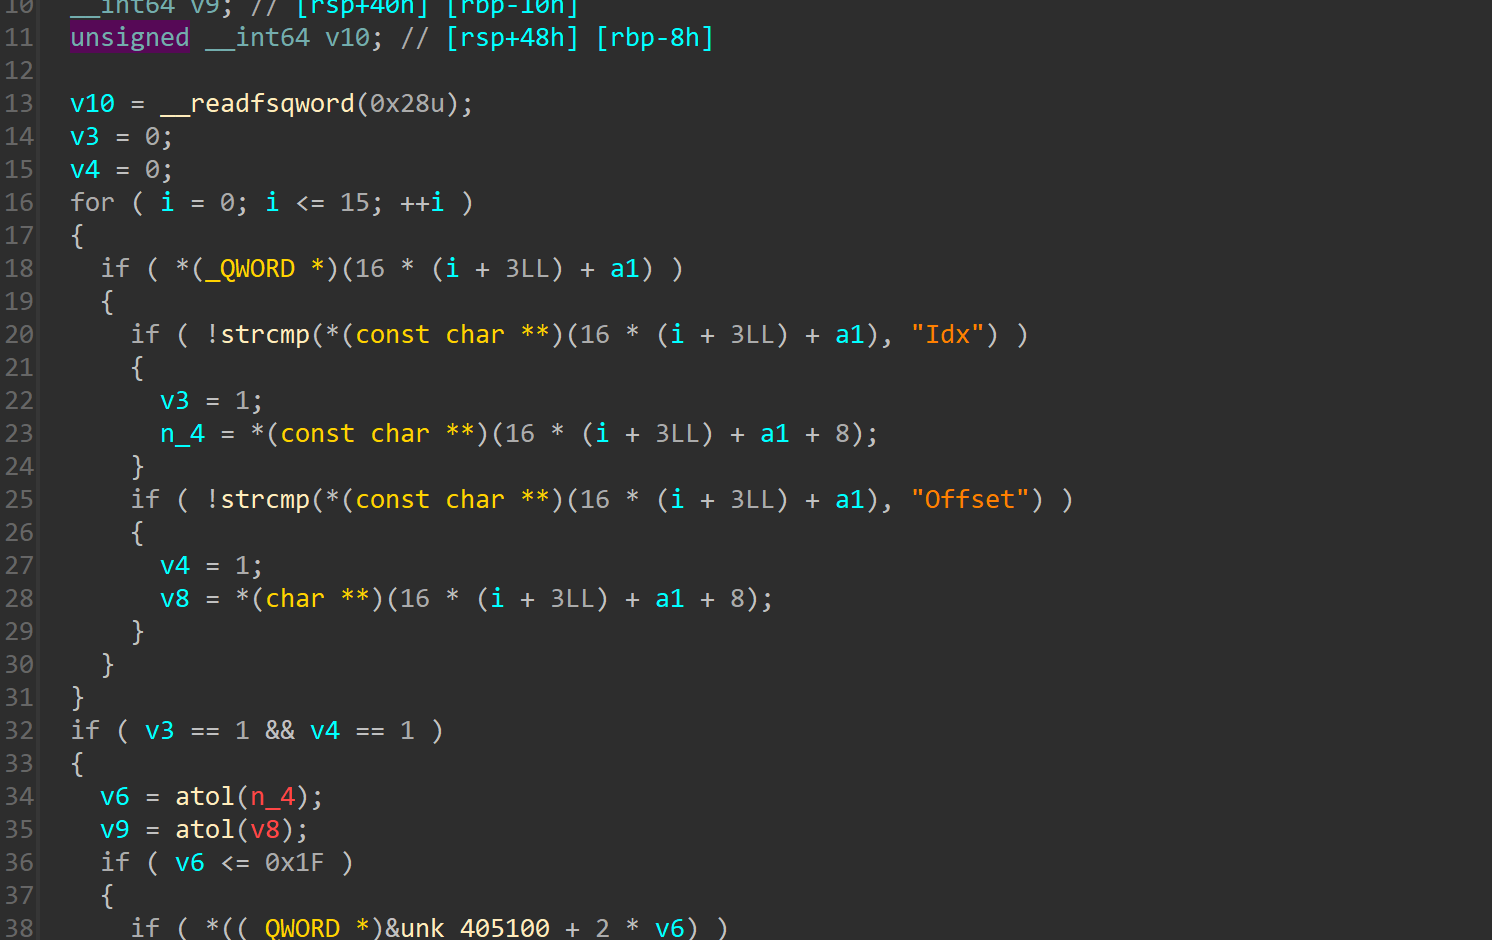 10   __int64 v9; // [rsp+40h] [rbp-10h]
11   unsigned __int64 v10; // [rsp+48h] [rbp-8h]
12
13   v10 = __readfsqword(0x28u);
14   v3 = 0;
15   v4 = 0;
16   for ( i = 0; i <= 15; ++i )
17   {
18     if ( *(_QWORD *)(16 * (i + 3LL) + a1) )
19     {
20       if ( !strcmp(*(const char **)(16 * (i + 3LL) + a1), "Idx") )
21       {
22         v3 = 1;
23         n_4 = *(const char **)(16 * (i + 3LL) + a1 + 8);
24       }
25       if ( !strcmp(*(const char **)(16 * (i + 3LL) + a1), "Offset") )
26       {
27         v4 = 1;
28         v8 = *(char **)(16 * (i + 3LL) + a1 + 8);
29       }
30     }
31   }
32   if ( v3 == 1 && v4 == 1 )
33   {
34     v6 = atol(n_4);
35     v9 = atol(v8);
36     if ( v6 <= 0x1F )
37     {
38       if ( *((_QWORD *)&unk_405100 + 2 * v6) )